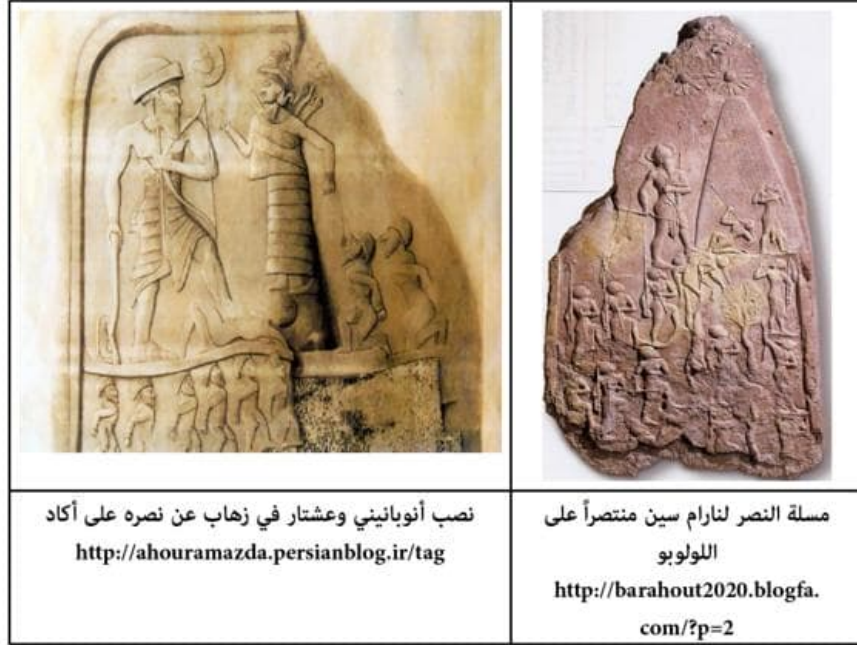 مسلة النصر لنارام سين منتصراً على
اللولوبو
http://barahout2020.blogfa.
com/?p=2
نصب أنوبانيني وعشتار في زهاب عن نصره على أكاد
http://ahouramazda.persianblog.ir/tag